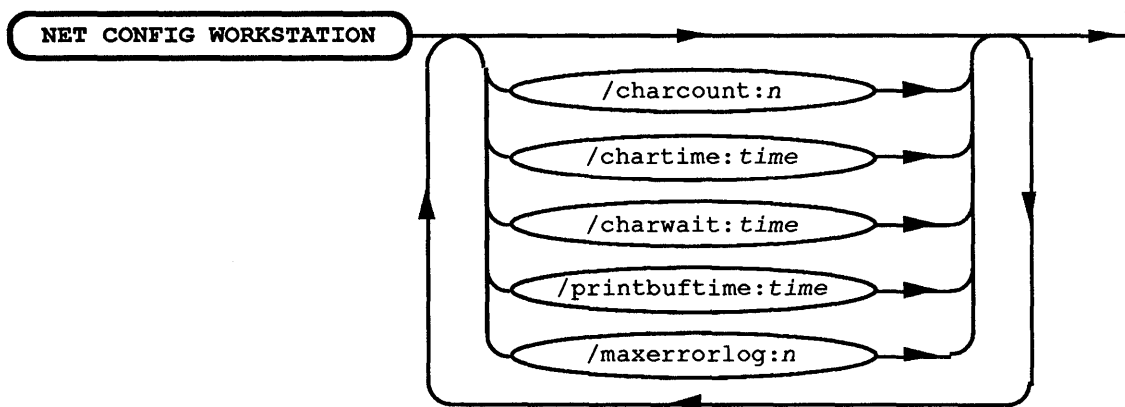 NET CONFIG WORKSTATION
/charcount:n
/chartime:time
/charwait:time
/printbuftime:time
/maxerrorlog:n